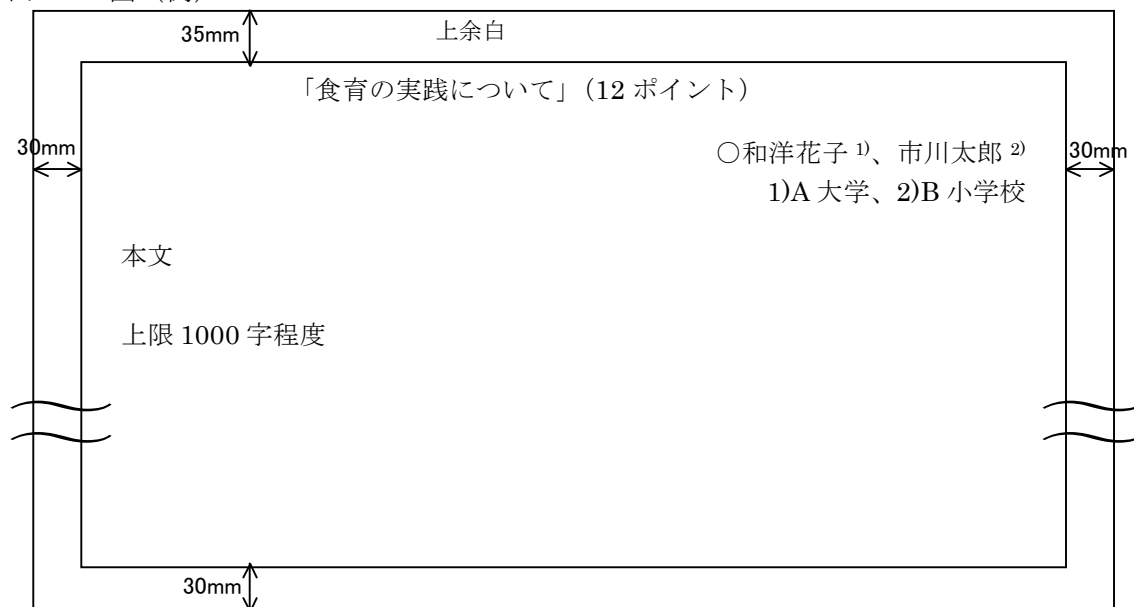 35mm
上余白
「食育の実践について」(12 ポイント)
30mm
○和洋花子 1)、市川太郎 2)
30mm
1)A 大学、2)B 小学校
本文
上限 1000 字程度
30mm